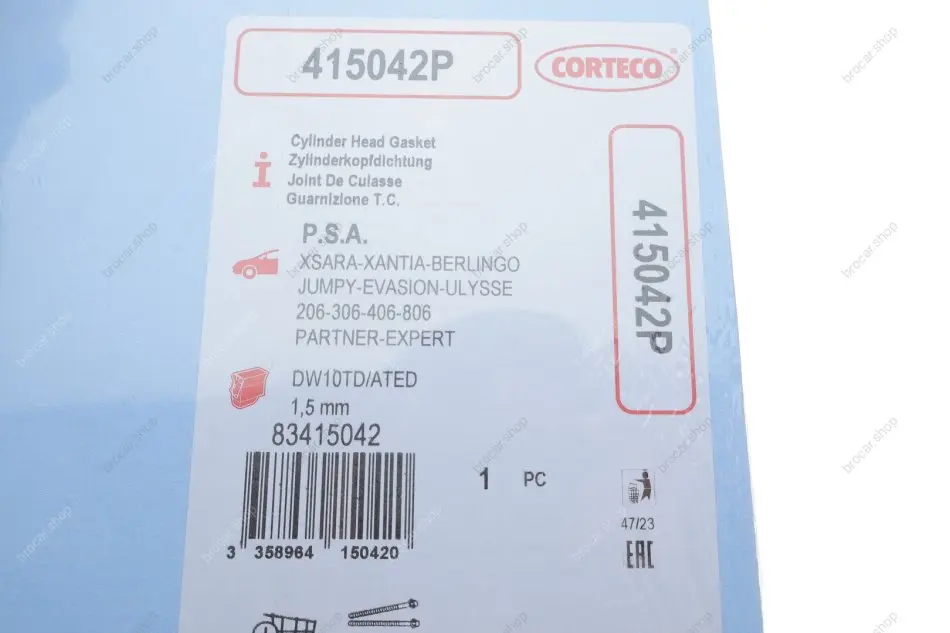 415042P
CORTECO
Cylinder Head Gasket
Zylinderkopfdichtung
Joint De Culasse
Guarnizione T.C.
P.S.A.
XSARA-XANTIA-BERLINGO
JUMPY-EVASION-ULYSSE
206-306-406-806
PARTNER-EXPERT
415042P
DW10TD/ATED
1,5 mm
83415042
1 PC
3 358964 150420
47/23
EAC
brocar.shop